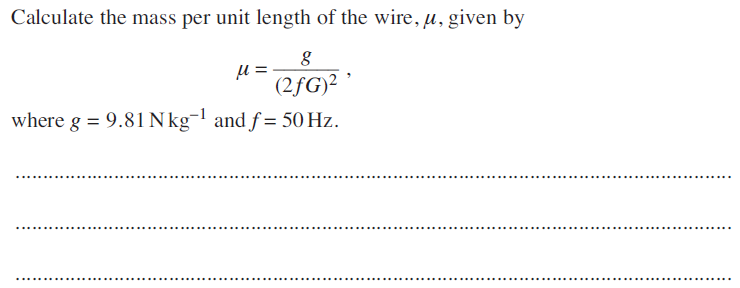 Calculate the mass per unit length of the wire, μ, given by
μ = g / (2fG)² ,
where g = 9.81 N kg⁻¹ and f = 50 Hz.